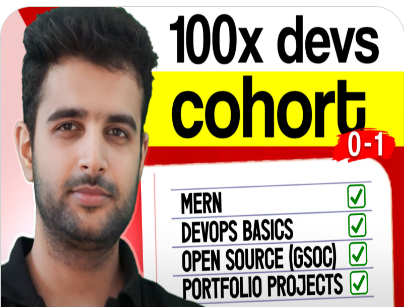 100x devs
cohort
0-1
MERN
DEVOPS BASICS
OPEN SOURCE (GSOC)
PORTFOLIO PROJECTS